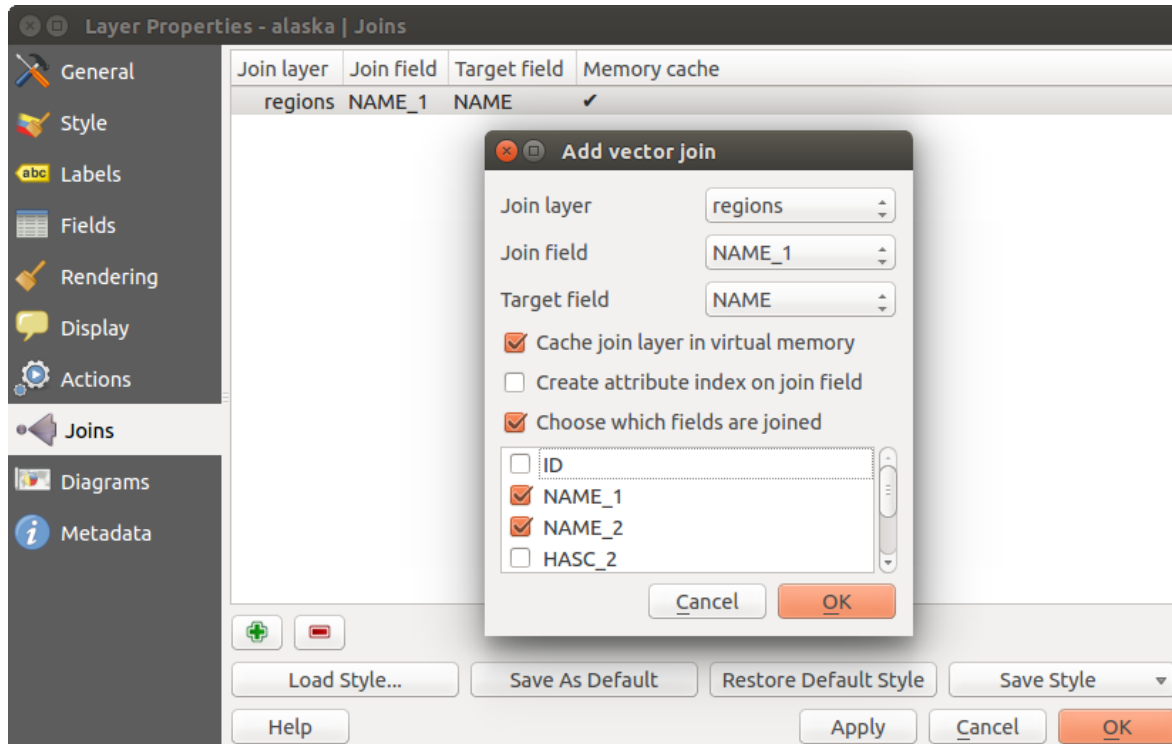 Layer Properties - alaska | Joins
General
Style
abc Labels
Fields
Rendering
Display
Actions
Joins
Diagrams
Metadata
Join layer Join field Target field Memory cache
regions NAME_1 NAME ✔
Add vector join
Join layer regions
Join field NAME_1
Target field NAME
Cache join layer in virtual memory
Create attribute index on join field
Choose which fields are joined
ID
NAME_1
NAME_2
HASC_2
Cancel OK
Load Style... Save As Default Restore Default Style Save Style
Help Apply Cancel OK